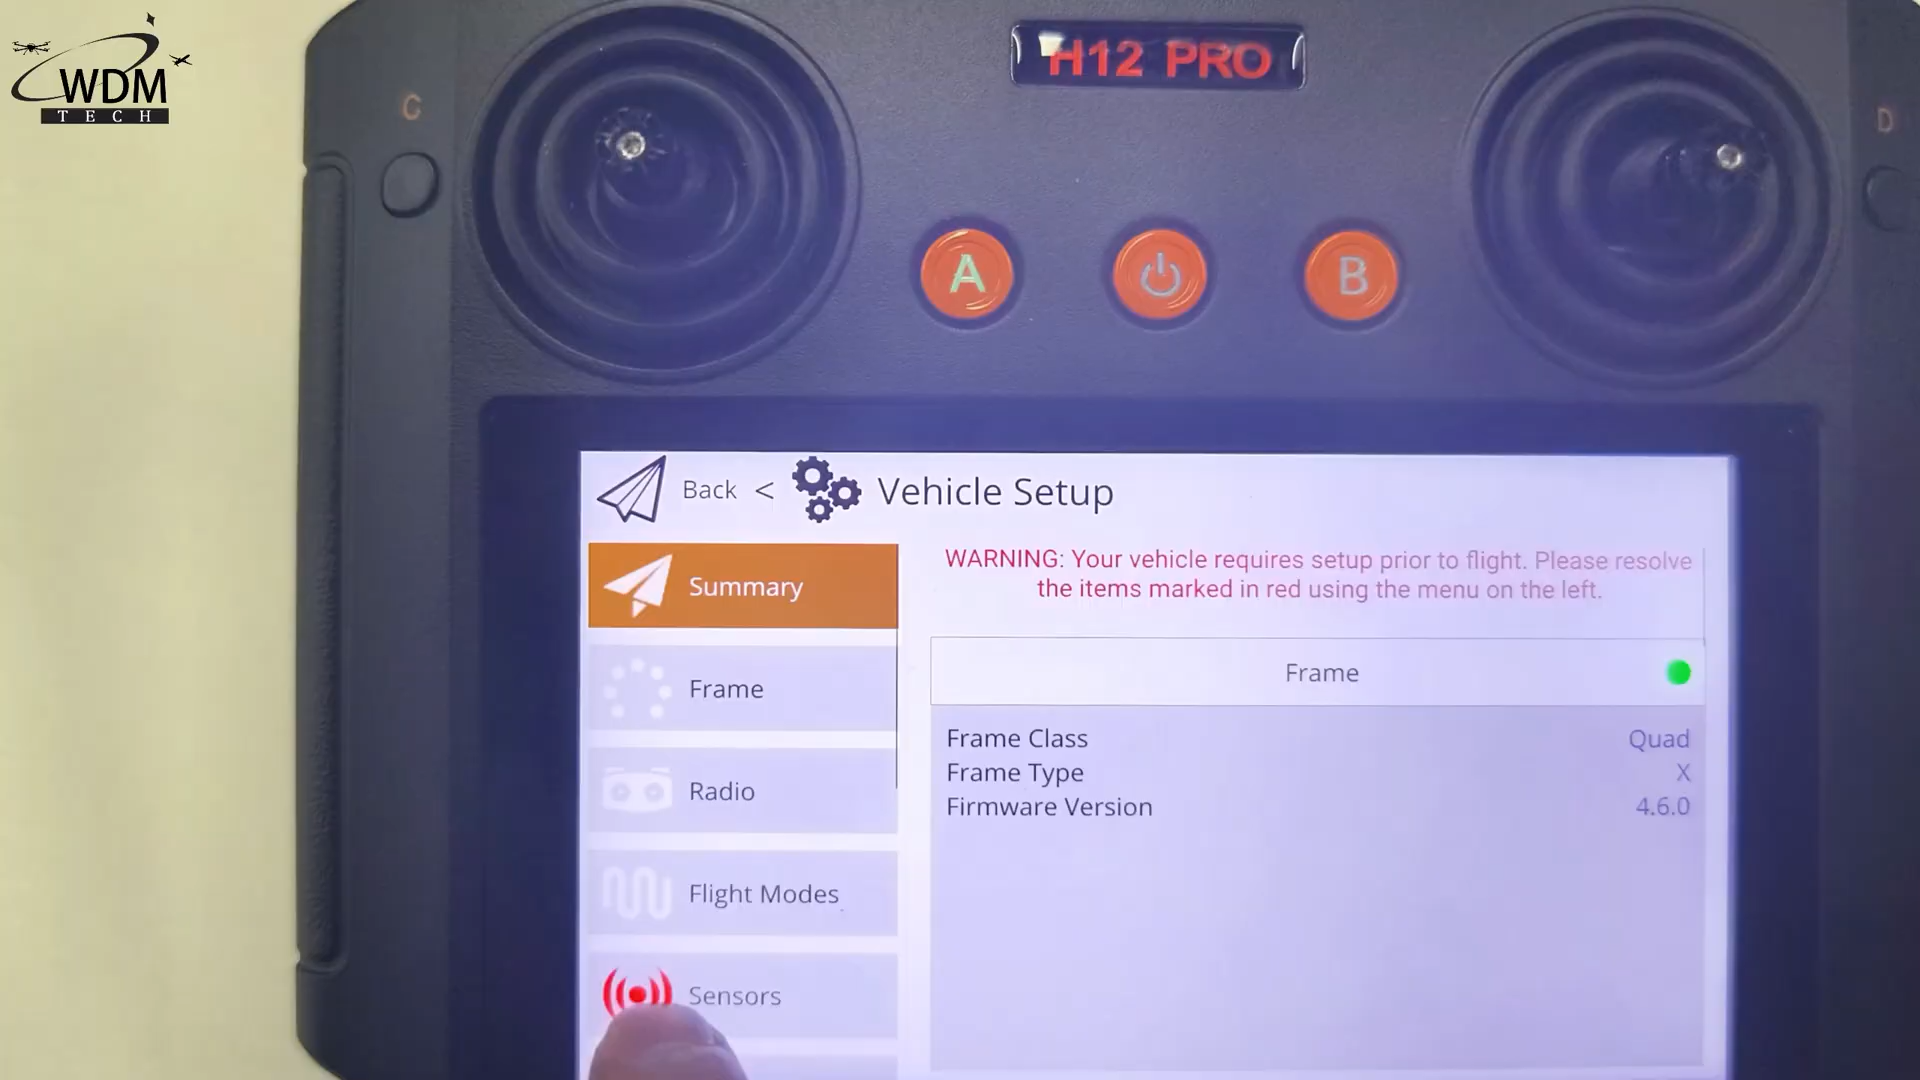 WDM
TECH
H12 PRO
C
D
A
B
Back < Vehicle Setup
Summary
WARNING: Your vehicle requires setup prior to flight. Please resolve
the items marked in red using the menu on the left.
Frame
Frame
Frame Class Quad
Frame Type X
Firmware Version 4.6.0
Radio
Flight Modes
Sensors